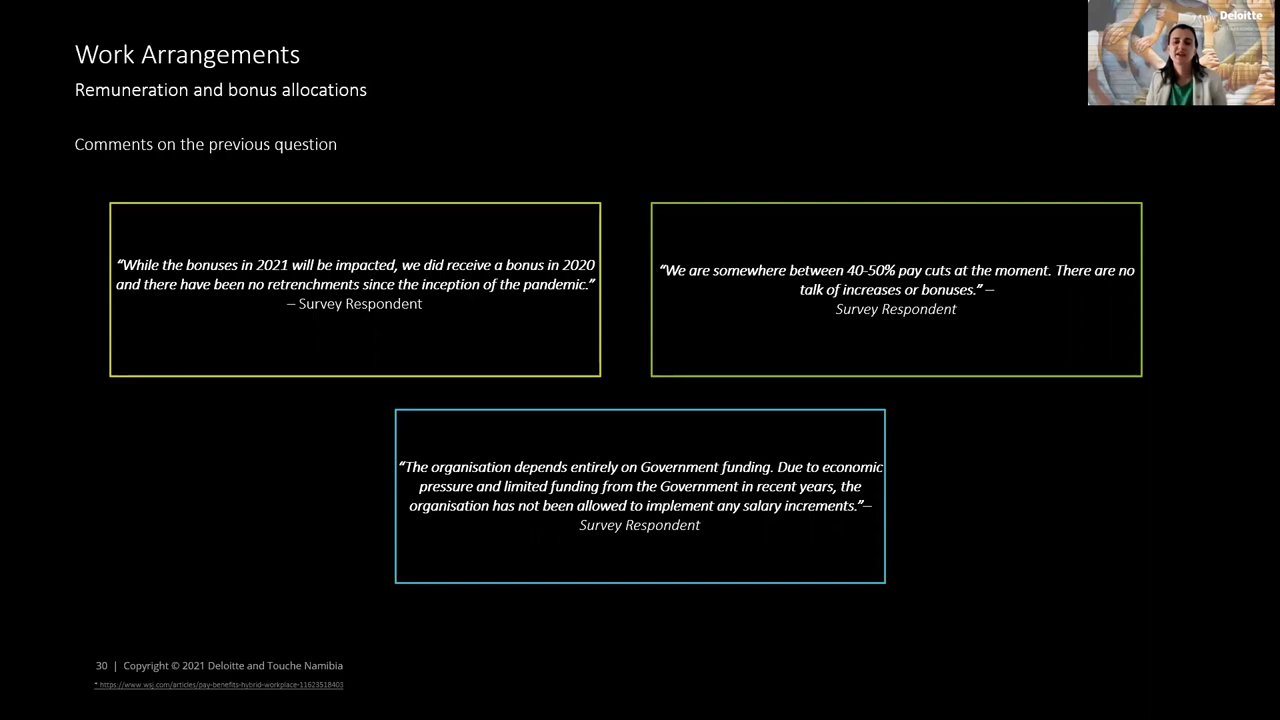 Deloitte
Work Arrangements
Remuneration and bonus allocations
Comments on the previous question
“While the bonuses in 2021 will be impacted, we did receive a bonus in 2020
and there have been no retrenchments since the inception of the pandemic.”
– Survey Respondent
“We are somewhere between 40-50% pay cuts at the moment. There are no
talk of increases or bonuses.” –
Survey Respondent
“The organisation depends entirely on Government funding. Due to economic
pressure and limited funding from the Government in recent years, the
organisation has not been allowed to implement any salary increments.”–
Survey Respondent
30 | Copyright © 2021 Deloitte and Touche Namibia
* https://www.wsj.com/articles/pay-benefits-hybrid-workplace-11623518403